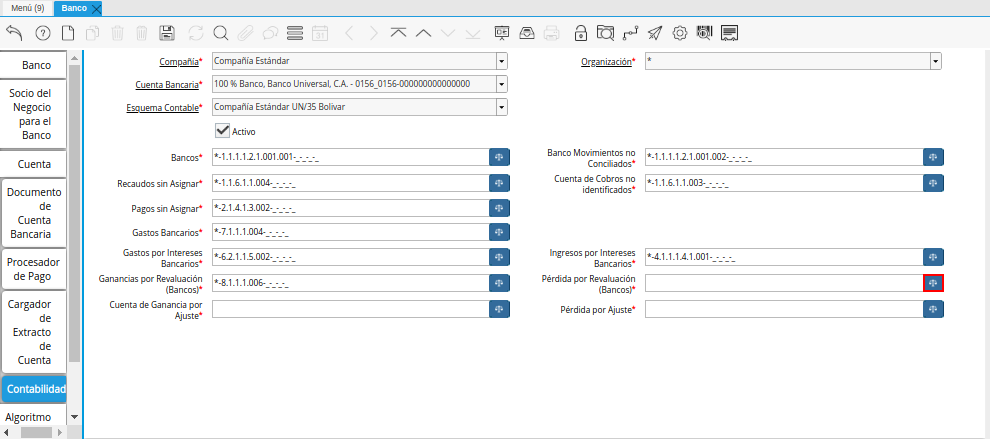 Menú (9)
Banco
Banco
Socio del
Negocio
para el
Banco
Cuenta
Documento
de
Cuenta
Bancaria
Procesador
de Pago
Cargador
de
Extracto
de
Cuenta
Contabilidad
Algoritmo
Compañía* Compañía Estándar
Organización* *
Cuenta Bancaria* 100 % Banco, Banco Universal, C.A. - 0156_0156-000000000000000
Esquema Contable* Compañía Estándar UN/35 Bolivar
Activo
Bancos* *-1.1.1.1.2.1.001.001-_-_-_-_
Banco Movimientos no
Conciliados* *-1.1.1.1.2.1.001.002-_-_-_-_
Recaudos sin Asignar* *-1.1.6.1.1.004-_-_-_-_
Cuenta de Cobros no
identificados* *-1.1.6.1.1.003-_-_-_-_
Pagos sin Asignar* *-2.1.4.1.3.002-_-_-_-_
Gastos Bancarios* *-7.1.1.1.004-_-_-_-_
Gastos por Intereses
Bancarios* *-6.2.1.1.5.002-_-_-_-_
Ingresos por Intereses
Bancarios* *-4.1.1.1.4.1.001-_-_-_-_
Ganancias por Revaluación
(Bancos)* *-8.1.1.1.006-_-_-_-_
Pérdida por Revaluación
(Bancos)*
Cuenta de Ganancia por
Ajuste*
Pérdida por Ajuste*